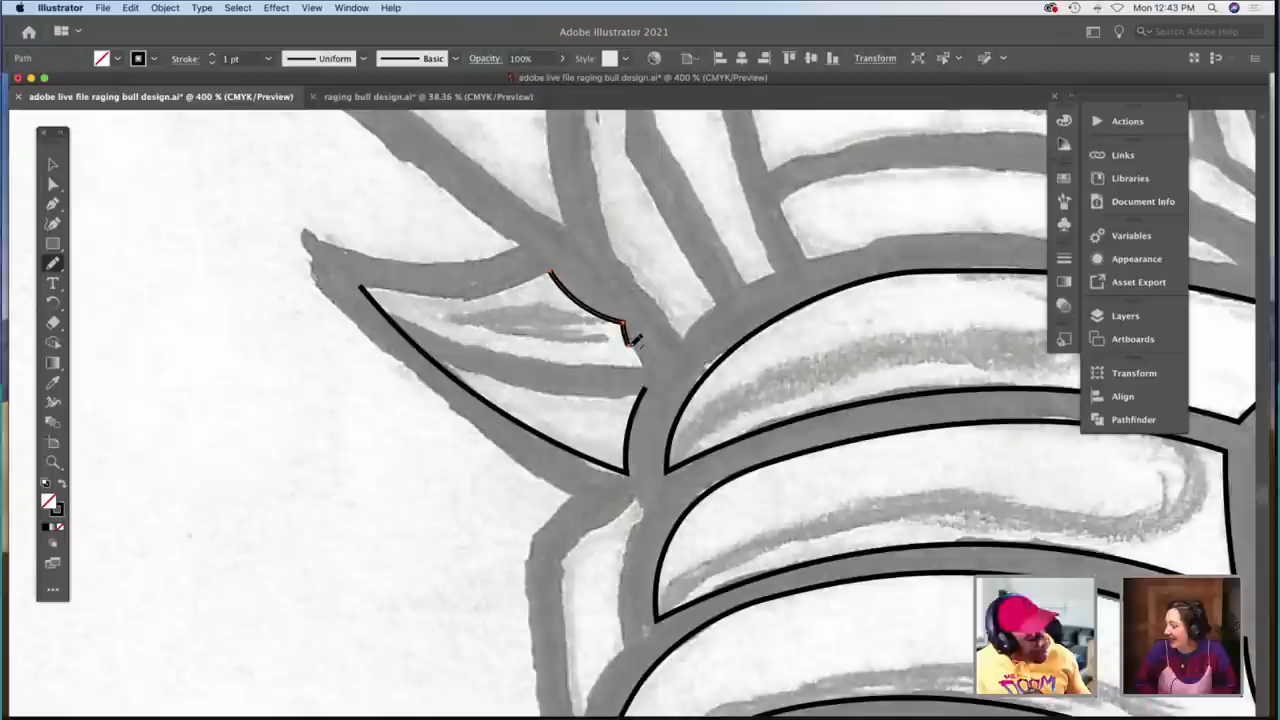 Illustrator File Edit Object Type Select Effect View Window Help Mon 12:43 PM
Adobe Illustrator 2021 Search Adobe Help
Path Stroke: 1 pt Uniform Basic Opacity: 100% Style: Transform
adobe live file raging bull design.ai* @ 400 % (CMYK/Preview)
adobe live file raging bull design.ai* @ 400 % (CMYK/Preview) raging bull design.ai* @ 38.36 % (CMYK/Preview)
Actions
Links
Libraries
Document Info
Variables
Appearance
Asset Export
Layers
Artboards
Transform
Align
Pathfinder
DOOM